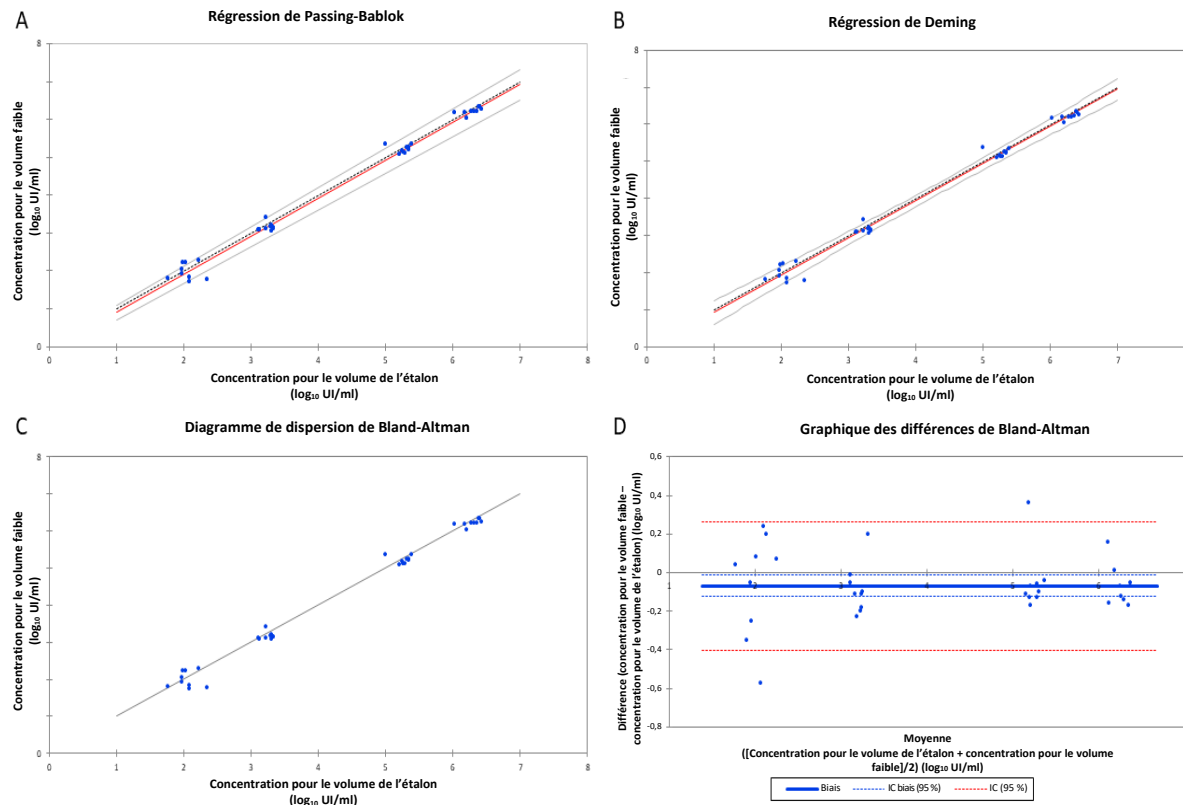 A
Régression de Passing-Bablok
8
0
0 1 2 3 4 5 6 7 8
Concentration pour le volume faible
(log₁₀ UI/ml)
Concentration pour le volume de l’étalon
(log₁₀ UI/ml)
B
Régression de Deming
8
0
0 1 2 3 4 5 6 7
Concentration pour le volume faible
(log₁₀ UI/ml)
Concentration pour le volume de l’étalon
(log₁₀ UI/ml)
C
Diagramme de dispersion de Bland-Altman
8
0
0 1 2 3 4 5 6 7 8
Concentration pour le volume faible
(log₁₀ UI/ml)
Concentration pour le volume de l’étalon
(log₁₀ UI/ml)
D
Graphique des différences de Bland-Altman
0,6
0,4
0,2
0
-0,2
-0,4
-0,6
-0,8
1 2 3 4 5 6
Différence (concentration pour le volume faible –
concentration pour le volume de l’étalon) (log₁₀ UI/ml)
Moyenne
([Concentration pour le volume de l’étalon + concentration pour le volume
faible]/2) (log₁₀ UI/ml)
Biais IC biais (95 %) IC (95 %)